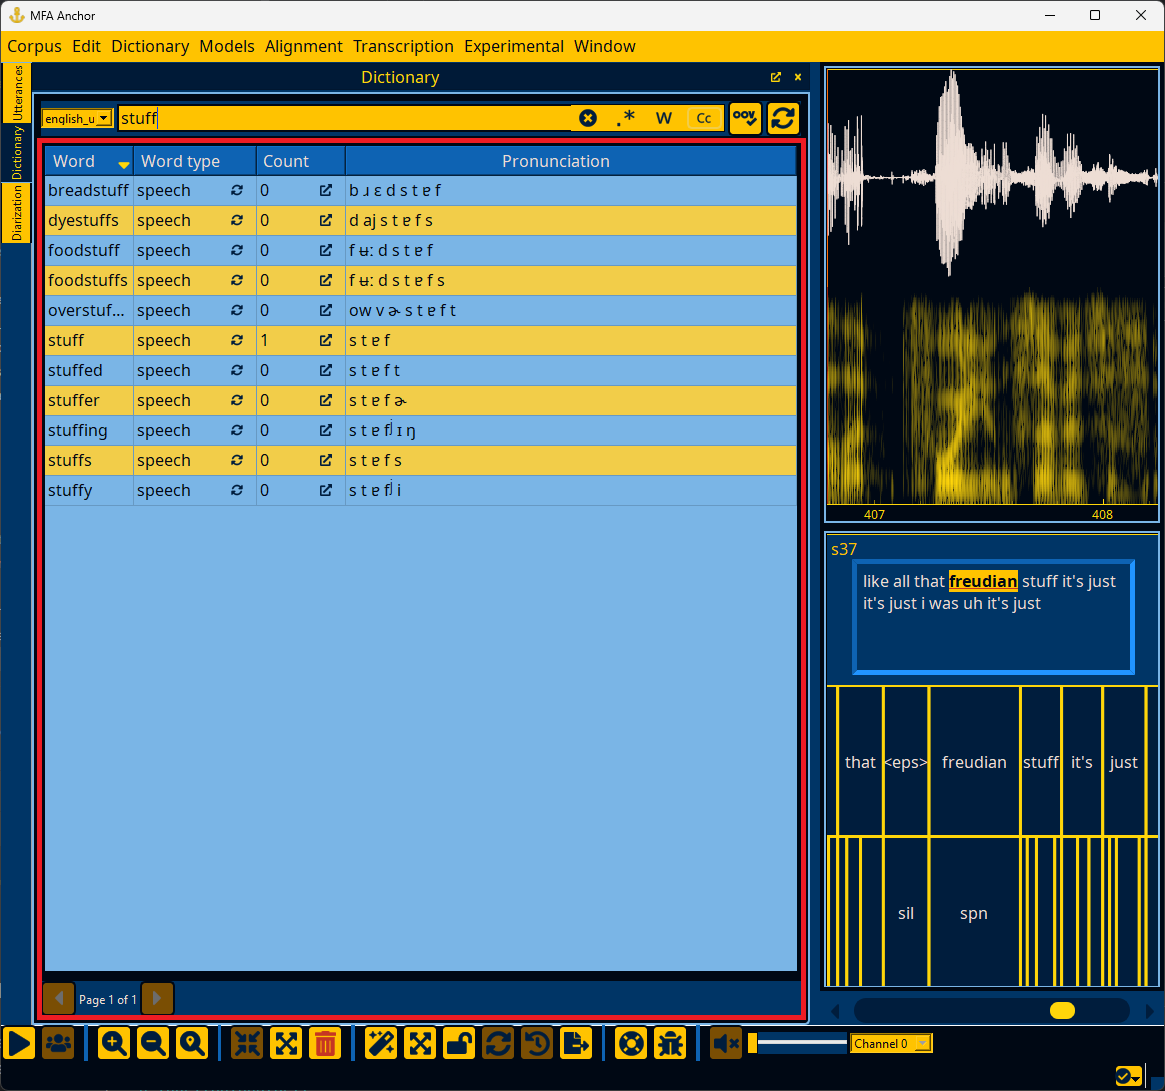 MFA Anchor
Corpus Edit Dictionary Models Alignment Transcription Experimental Window
Utterances
Dictionary
Diarization
Dictionary
english_u stuff .* W Cc OOV
Word Word type Count Pronunciation
breadstuff speech 0 b ɹ ɛ d s t ɐ f
dyestuffs speech 0 d aj s t ɐ f s
foodstuff speech 0 f ʉː d s t ɐ f
foodstuffs speech 0 f ʉː d s t ɐ f s
overstuf... speech 0 ow v ɚ s t ɐ f t
stuff speech 1 s t ɐ f
stuffed speech 0 s t ɐ f t
stuffer speech 0 s t ɐ f ɚ
stuffing speech 0 s t ɐ fʲ ɪ ŋ
stuffs speech 0 s t ɐ f s
stuffy speech 0 s t ɐ fʲ i
Page 1 of 1
407 408
s37
like all that freudian stuff it's just
it's just i was uh it's just
that <eps> freudian stuff it's just
sil spn
Channel 0